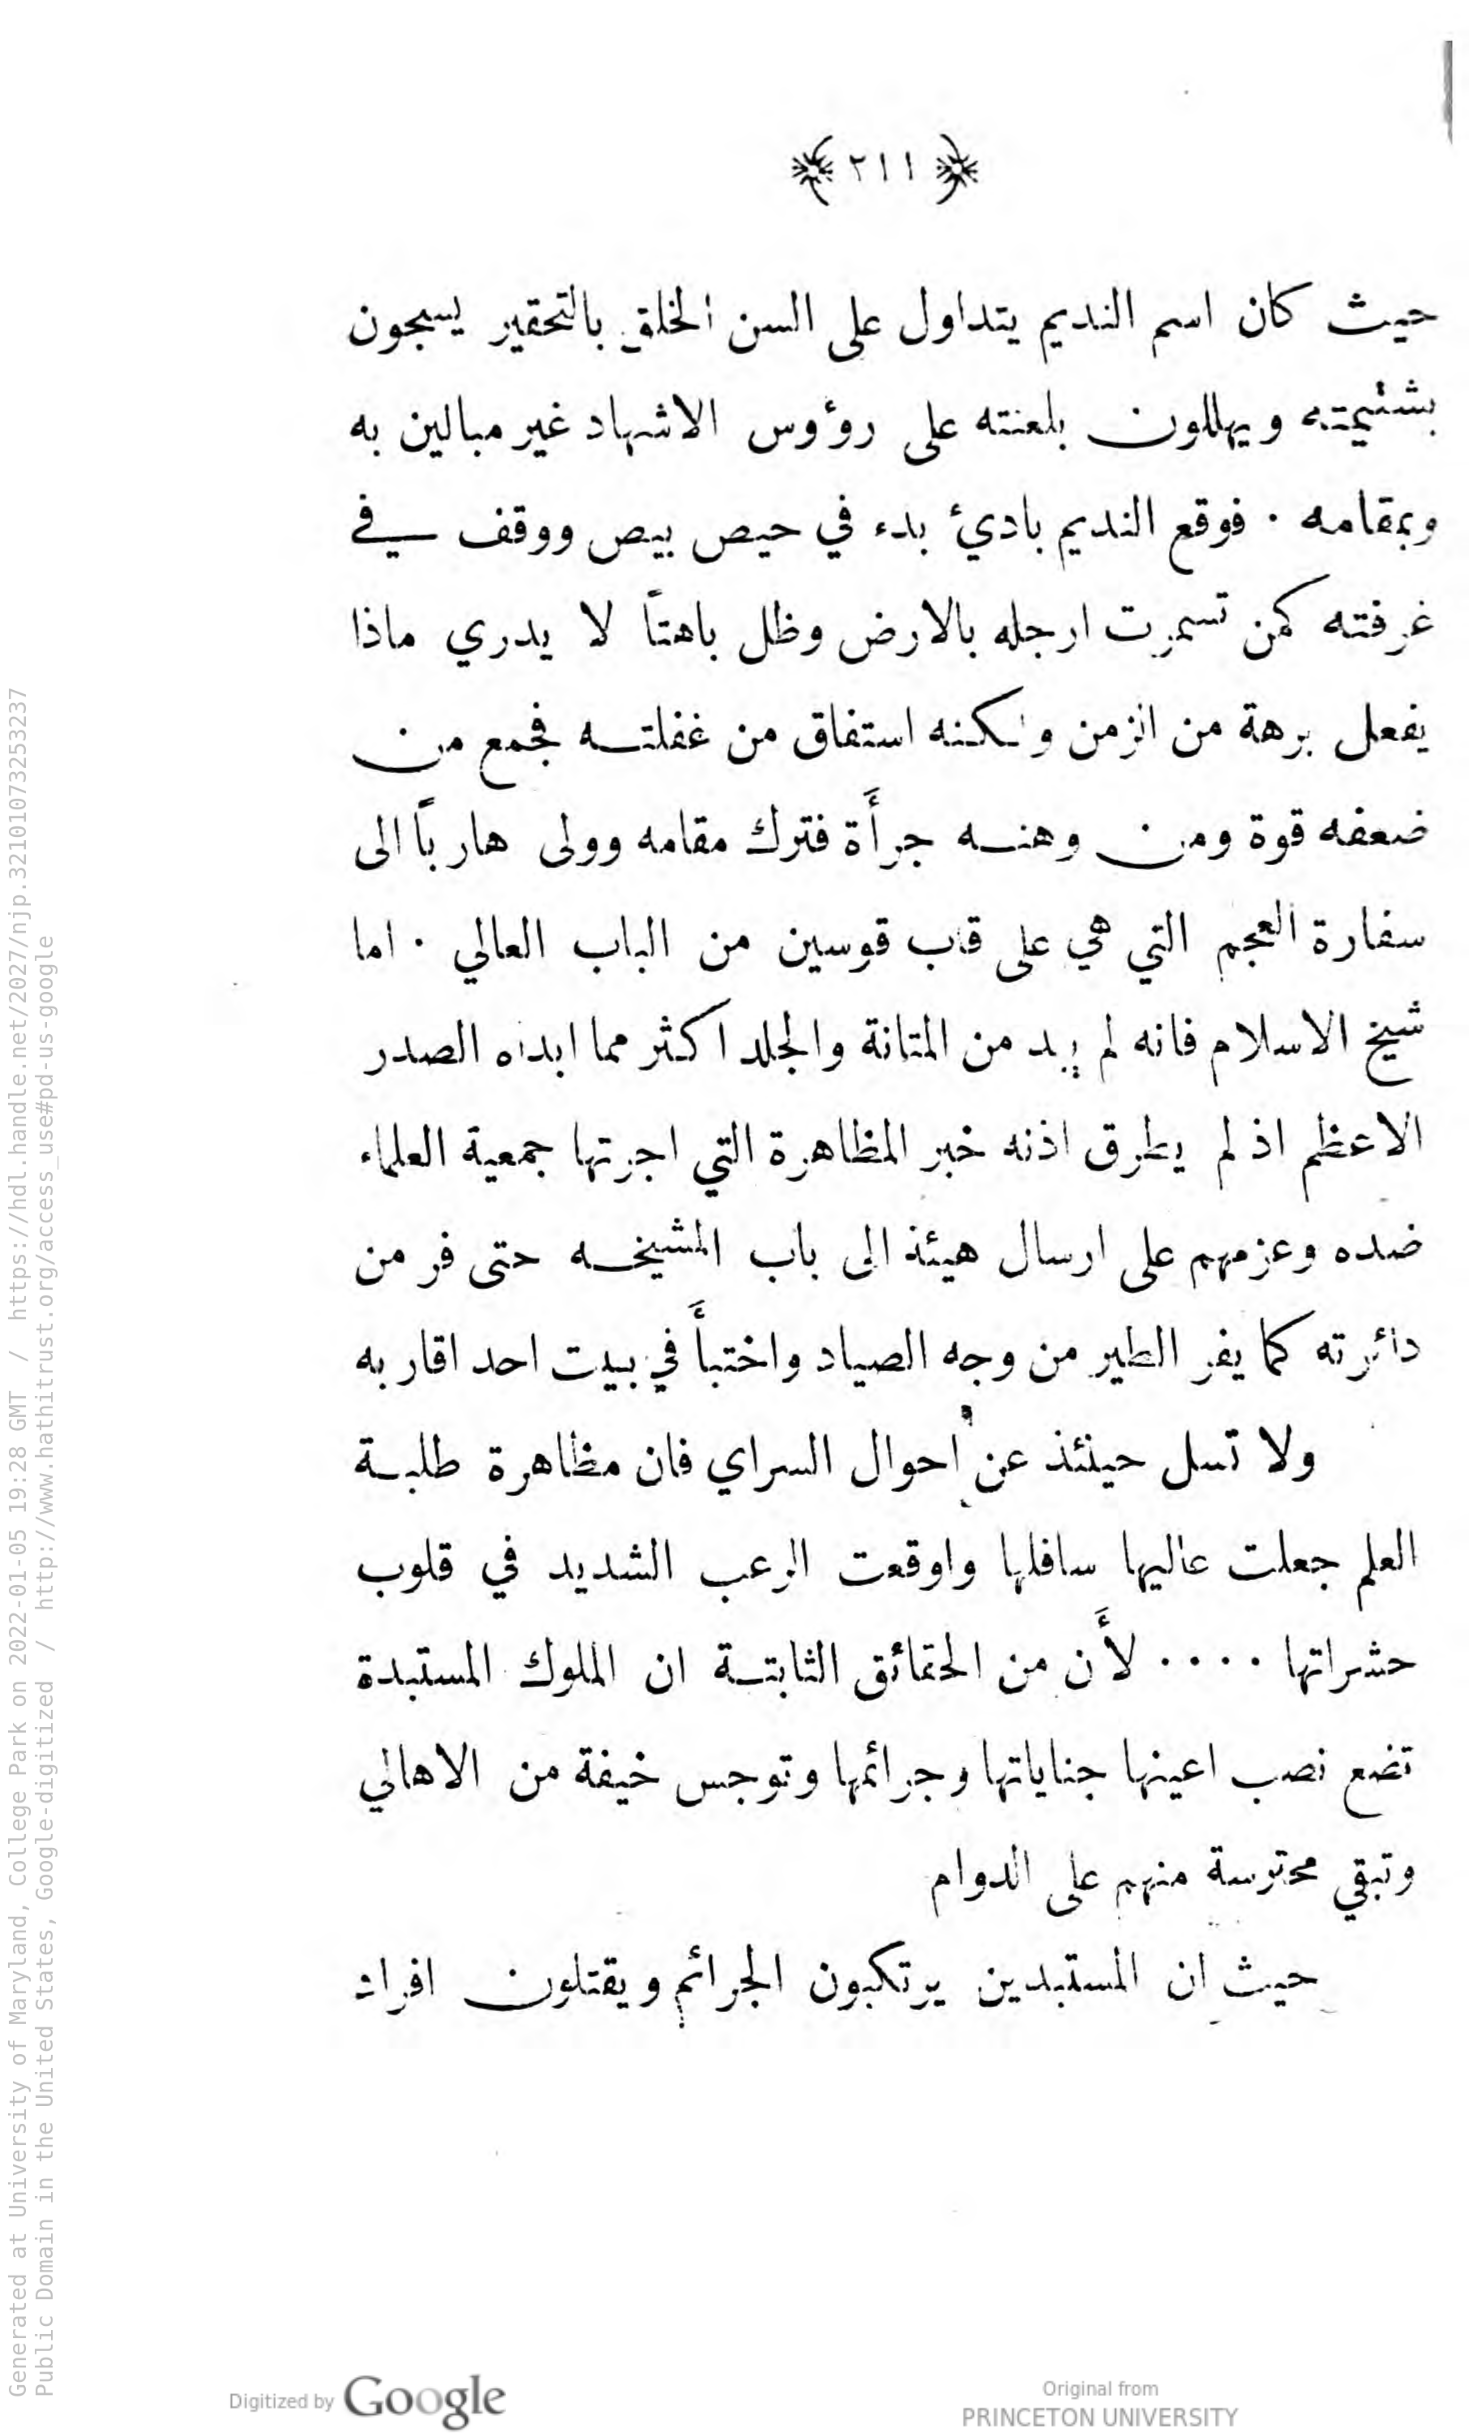 ﴿ ٢١١ ﴾
حيث كان اسم النديم يتداول على السن الخلق بالتحقير يسبحون
بشتيمته ويهللون بلعنته على روؤوس الاشهاد غير مبالين به
وبمقامه ٠ فوقع النديم بادئ بدء في حيص بيص ووقف في
غرفته كمن تسمرت ارجله بالارض وظل باهتاً لا يدري ماذا
يفعل برهة من الزمن ولكنه استفاق من غفلته فجمع من
ضعفه قوة ومن وهنه جرأَة فترك مقامه وولى هارباً الى
سفارة العجم التي هي على قاب قوسين من الباب العالي ٠ اما
شيخ الاسلام فانه لم يبد من المتانة والجلد اكثر مما ابداه الصدر
الاعظم اذ لم يطرق اذنه خبر المظاهرة التي اجرتها جمعية العلماء
ضده وعزمهم على ارسال هيئة الى باب المشيخه حتى فر من
دائرته كما يفر الطير من وجه الصياد واختبأَ في بيت احد اقاربه
ولا تسل حينئذ عن احوال السراي فان مظاهرة طلبة
العلم جعلت عاليها سافلها واوقعت الرعب الشديد في قلوب
حشراتها ٠٠٠٠ لأَن من الحقائق الثابتة ان الملوك المستبدة
تضع نصب اعينها جناياتها وجرائمها وتوجس خيفة من الاهالي
وتبقي محترسة منهم على الدوام
حيث ان المستبدين يرتكبون الجرائم ويقتلون افراد
Generated at University of Maryland, College Park on 2022-01-05 19:28 GMT / https://hdl.handle.net/2027/njp.32101073253237
Public Domain in the United States, Google-digitized / http://www.hathitrust.org/access_use#pd-us-google
Digitized by Google
Original from
PRINCETON UNIVERSITY